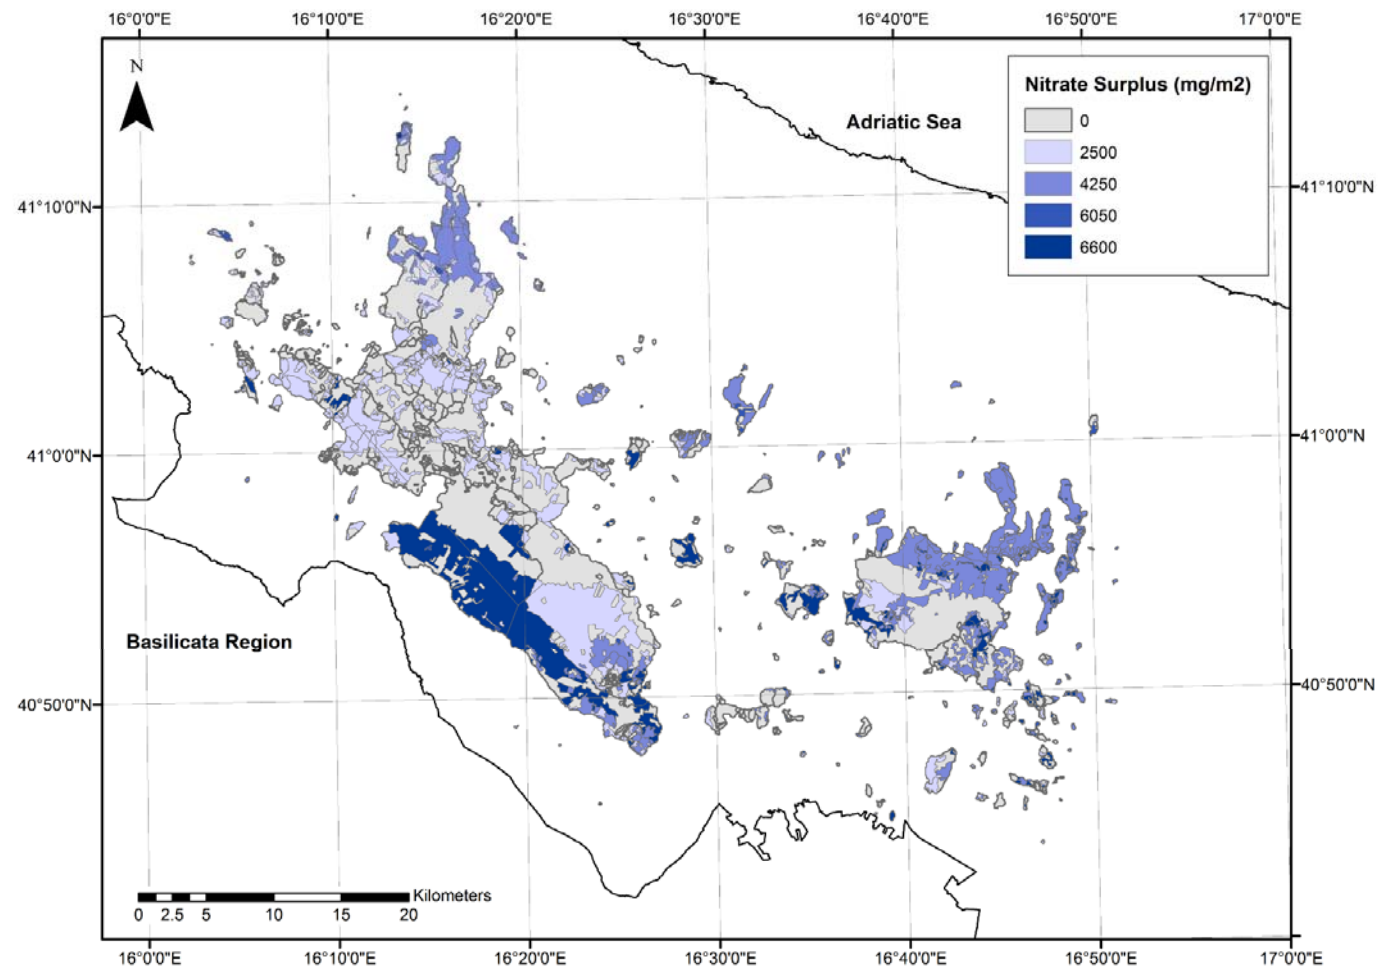 16°0'0"E 16°10'0"E 16°20'0"E 16°30'0"E 16°40'0"E 16°50'0"E 17°0'0"E
N
Nitrate Surplus (mg/m2)
0
2500
4250
6050
6600
Adriatic Sea
41°10'0"N 41°10'0"N
41°0'0"N 41°0'0"N
Basilicata Region
40°50'0"N 40°50'0"N
Kilometers
0 2.5 5 10 15 20
16°0'0"E 16°10'0"E 16°20'0"E 16°30'0"E 16°40'0"E 16°50'0"E 17°0'0"E